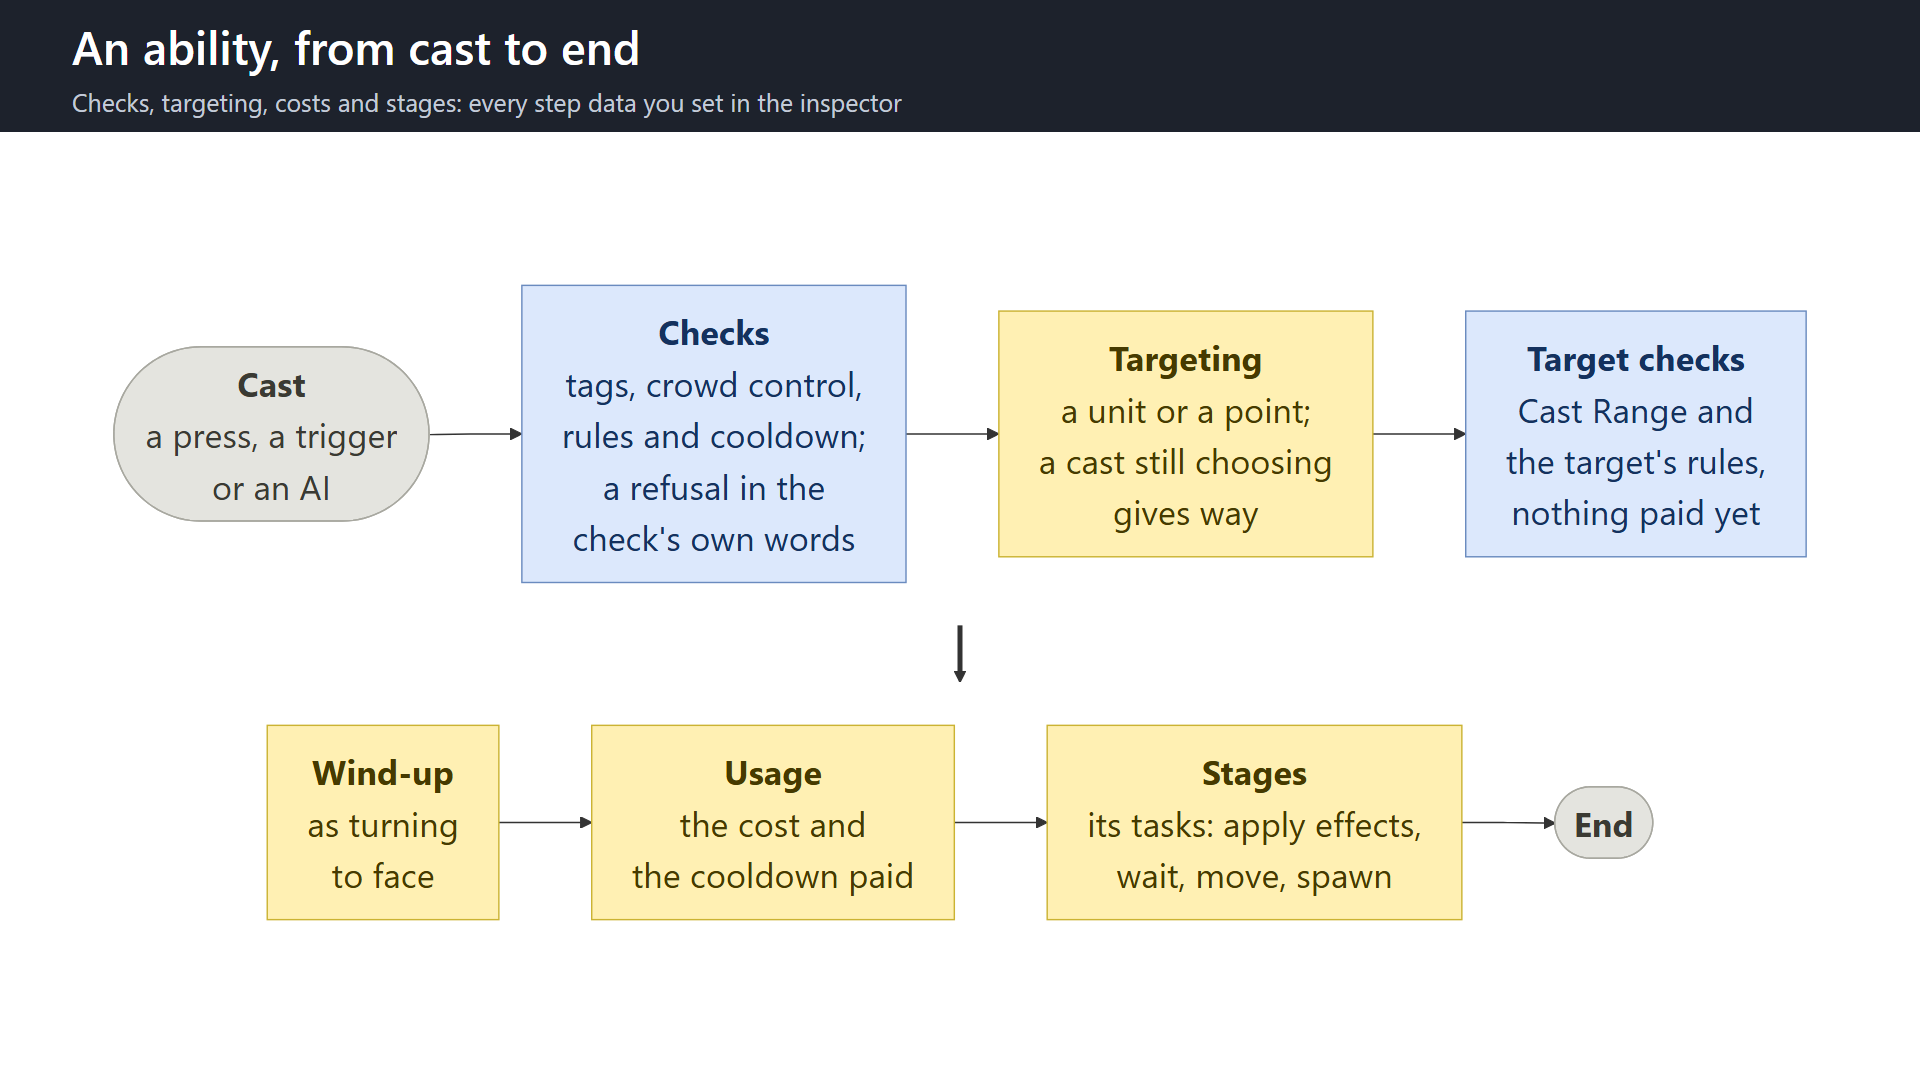 An ability, from cast to end
Checks, targeting, costs and stages: every step data you set in the inspector
Cast
a press, a trigger
or an AI
Checks
tags, crowd control,
rules and cooldown;
a refusal in the
check's own words
Targeting
a unit or a point;
a cast still choosing
gives way
Target checks
Cast Range and
the target's rules,
nothing paid yet
Wind-up
as turning
to face
Usage
the cost and
the cooldown paid
Stages
its tasks: apply effects,
wait, move, spawn
End